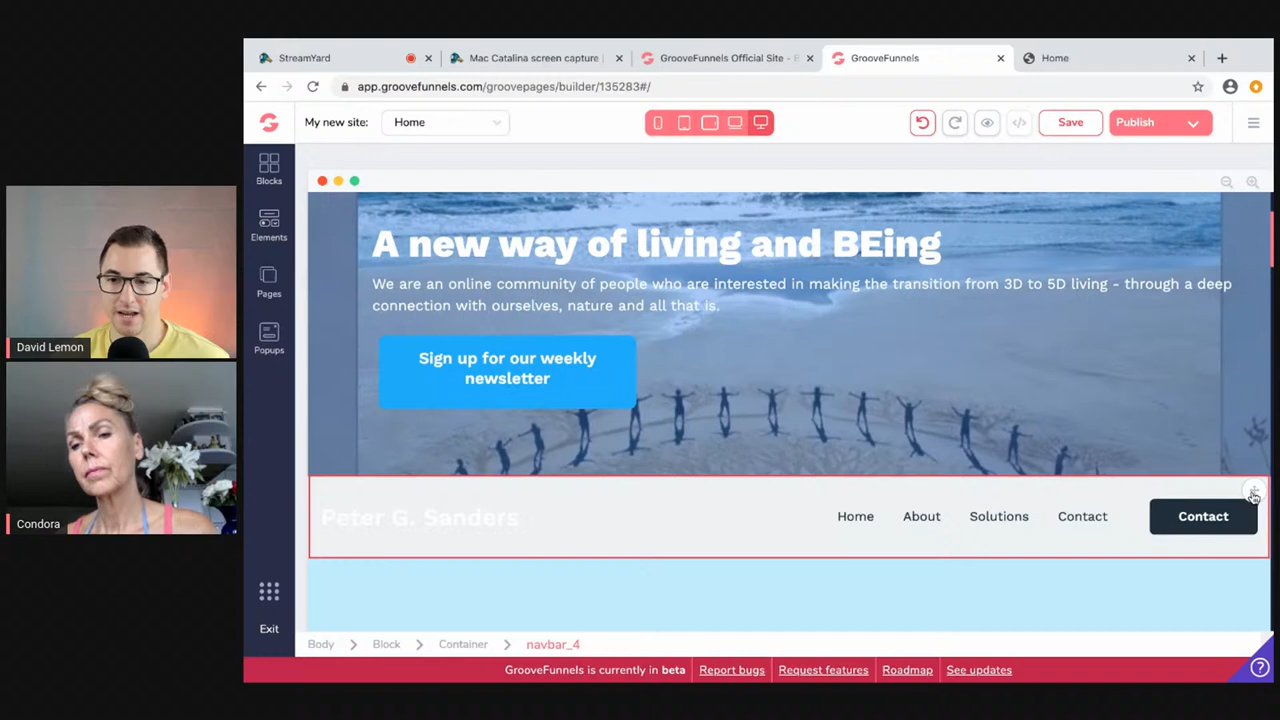 StreamYard
Mac Catalina screen capture
GrooveFunnels Official Site - E
GrooveFunnels
Home
app.groovefunnels.com/groovepages/builder/135283#/
My new site:
Home
Save
Publish
Blocks
Elements
Pages
Popups
Exit
A new way of living and BEing
We are an online community of people who are interested in making the transition from 3D to 5D living - through a deep
connection with ourselves, nature and all that is.
Sign up for our weekly
newsletter
Peter G. Sanders
Home
About
Solutions
Contact
Contact
Body
Block
Container
navbar_4
GrooveFunnels is currently in beta
Report bugs
Request features
Roadmap
See updates
David Lemon
Condora